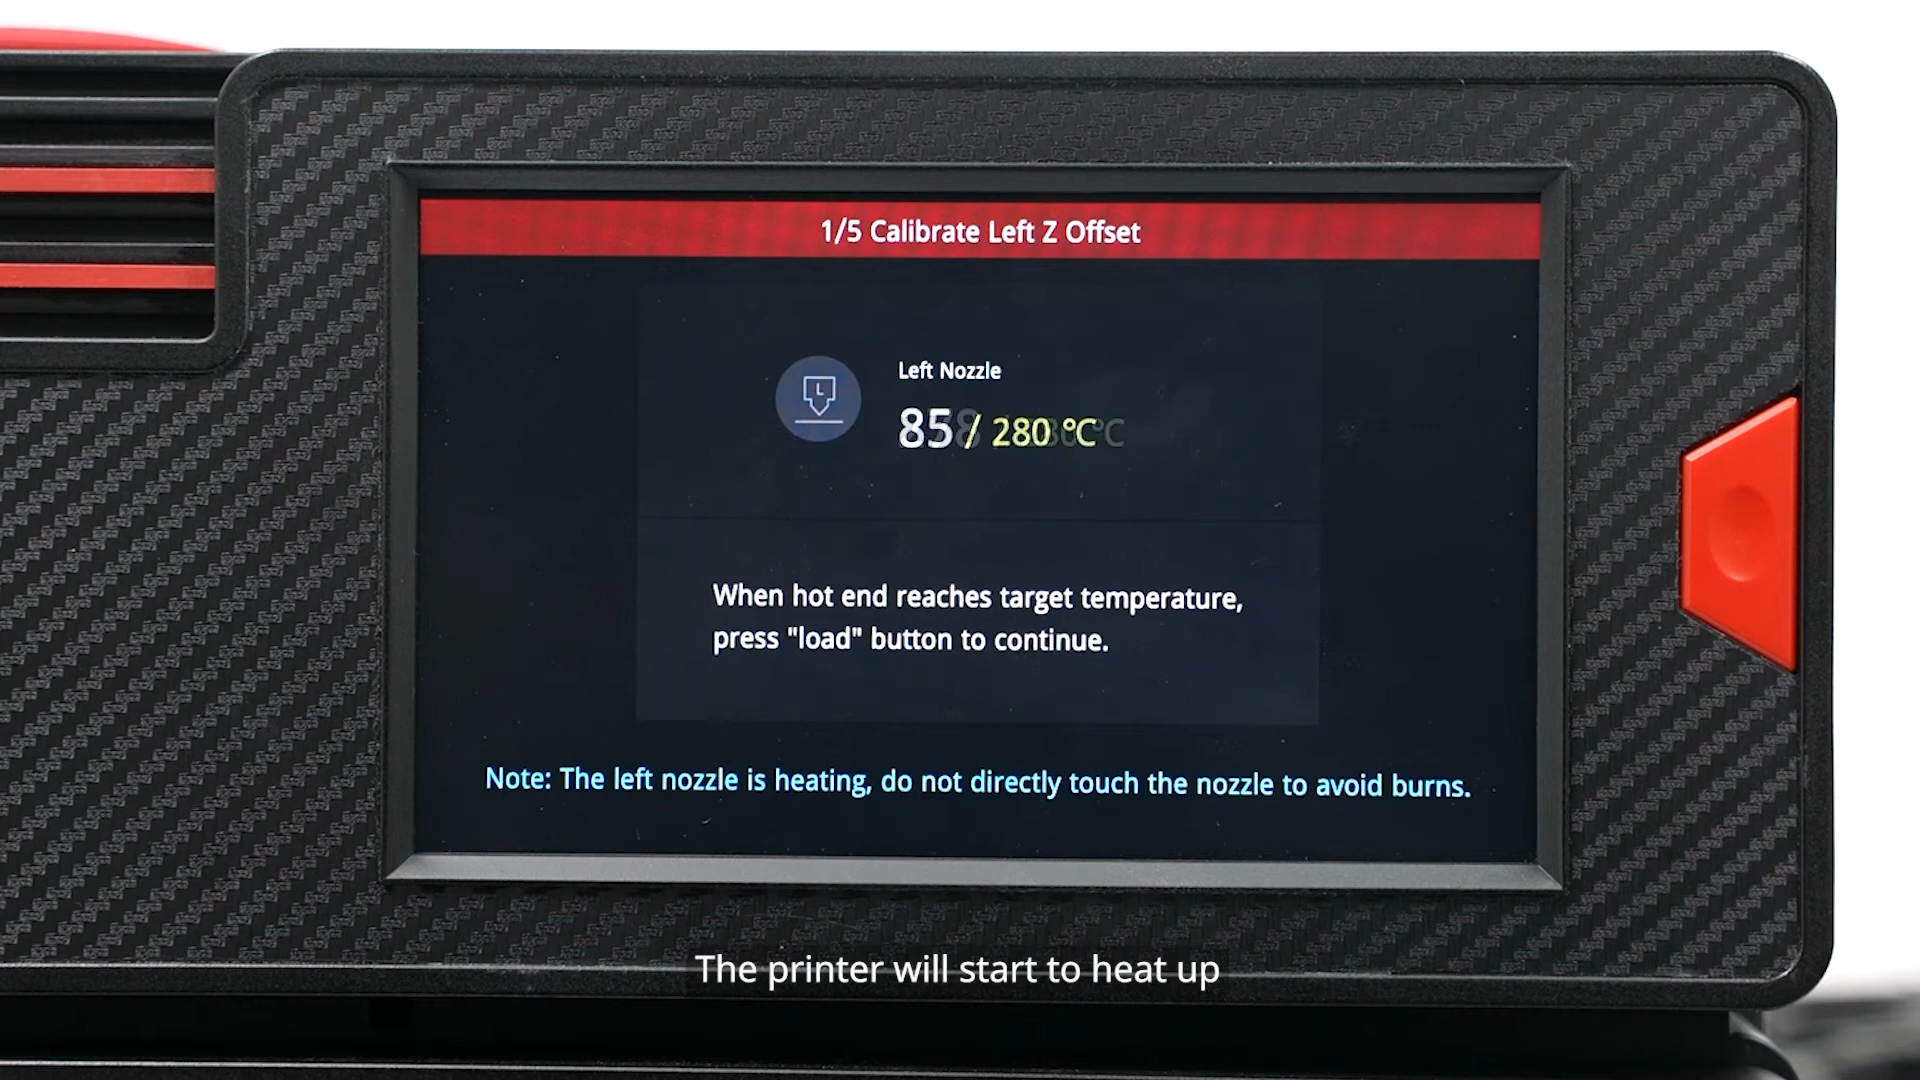 1/5 Calibrate Left Z Offset
Left Nozzle
L
85 / 280 °C
When hot end reaches target temperature,
press "load" button to continue.
Note: The left nozzle is heating, do not directly touch the nozzle to avoid burns.
The printer will start to heat up